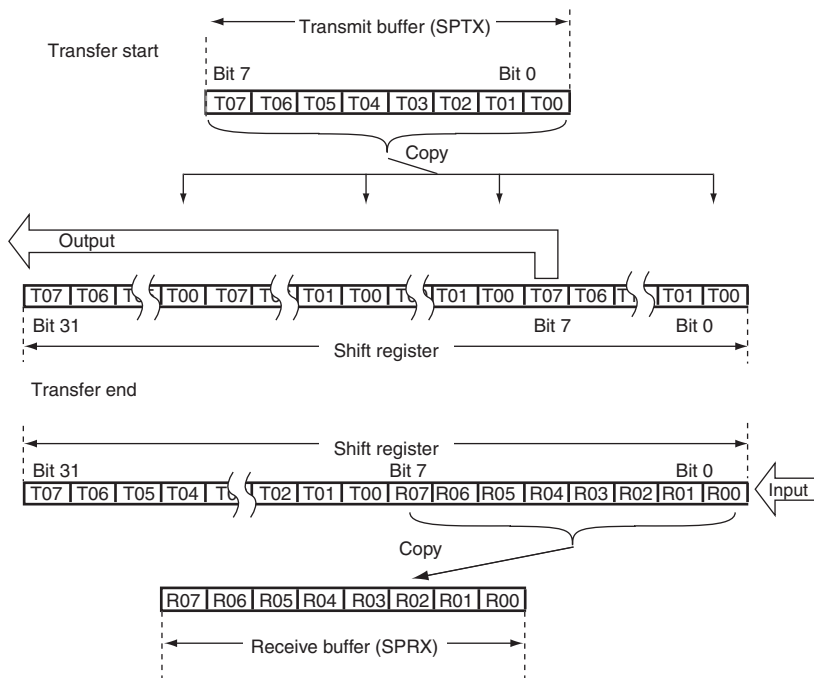 Transmit buffer (SPTX)
Transfer start
Bit 7 Bit 0
T07 T06 T05 T04 T03 T02 T01 T00
Copy
Output
T07 T06 T00 T07 T01 T00 T01 T00 T07 T06 T01 T00
Bit 31 Bit 7 Bit 0
Shift register
Transfer end
Shift register
Bit 31 Bit 7 Bit 0
T07 T06 T05 T04 T02 T01 T00 R07 R06 R05 R04 R03 R02 R01 R00
Input
Copy
R07 R06 R05 R04 R03 R02 R01 R00
Receive buffer (SPRX)